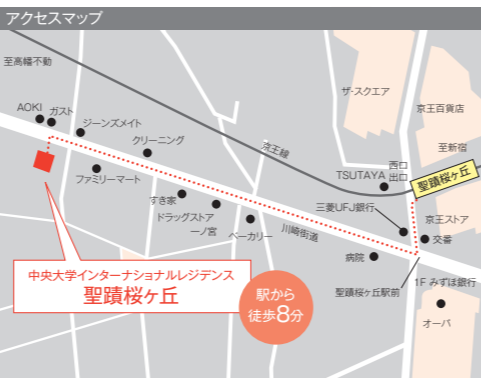 アクセスマップ
至高幡不動
AOKI
ガスト
ジーンズメイト
クリーニング
ファミリーマート
すき家
ドラッグストア
一ノ宮
ベーカリー
川崎街道
京王線
ザ・スクエア
京王百貨店
至新宿
TSUTAYA
西口
出口
聖蹟桜ヶ丘
三菱UFJ銀行
京王ストア
交番
病院
聖蹟桜ケ丘駅前
1F みずほ銀行
オーパ
中央大学インターナショナルレジデンス
聖蹟桜ヶ丘
駅から
徒歩8分